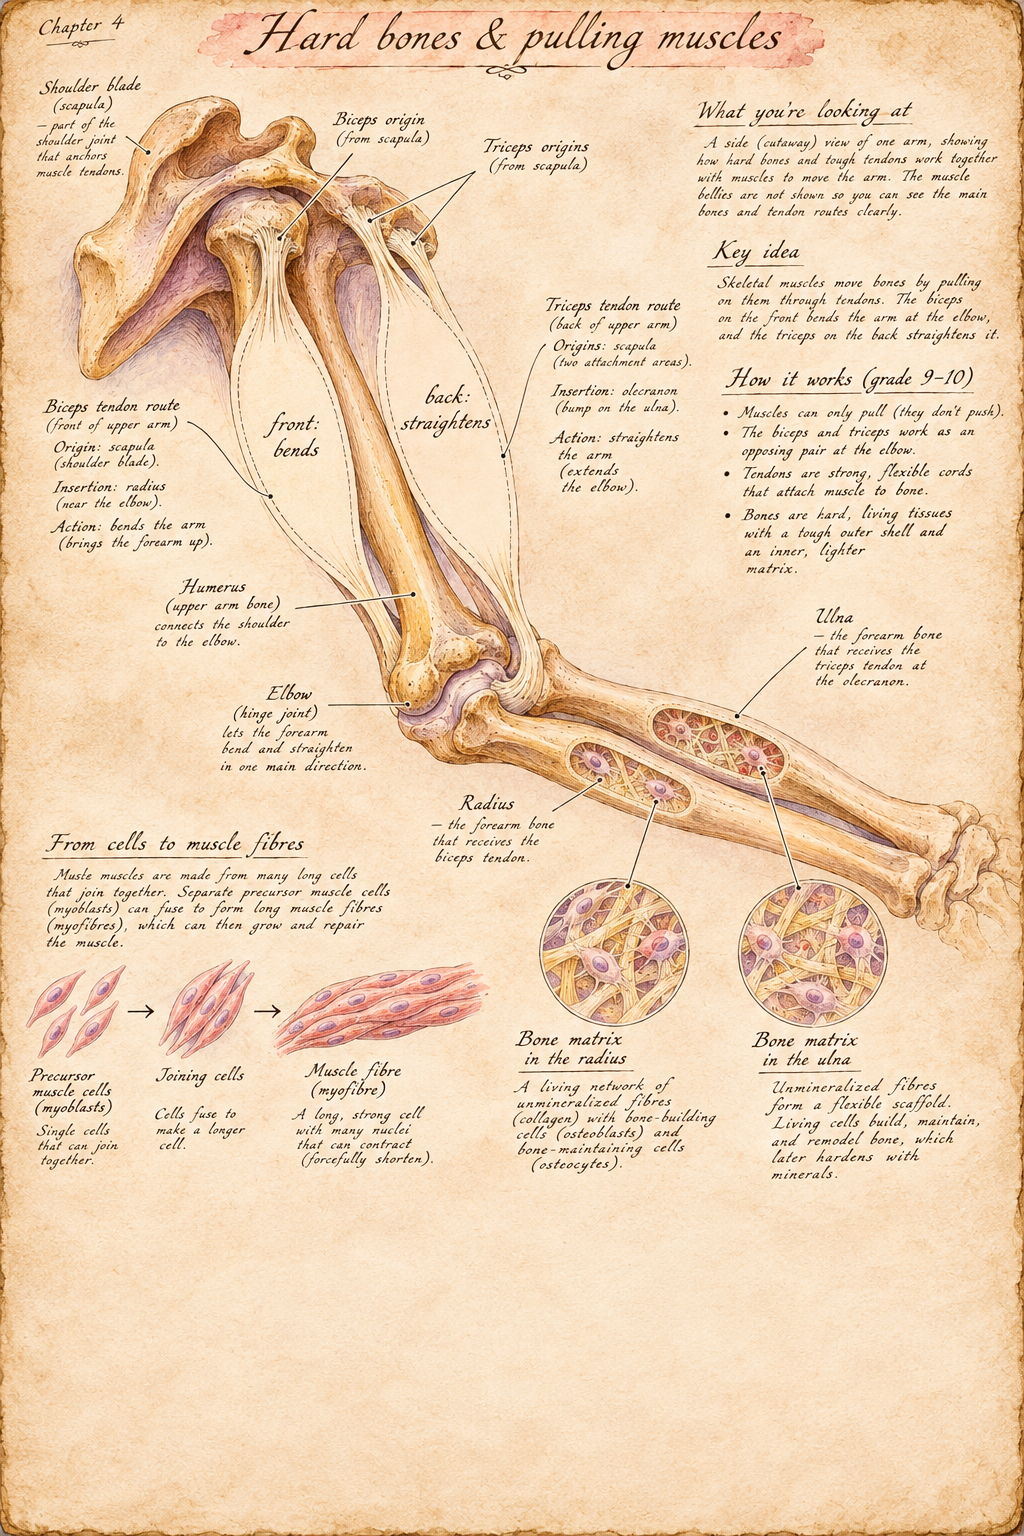 Chapter 4
Hard bones & pulling muscles
Shoulder blade
(scapula)
— part of the
shoulder joint
that anchors
muscle tendons.
Biceps origin
(from scapula)
Triceps origins
(from scapula)
What you're looking at
A side (cutaway) view of one arm, showing
how hard bones and tough tendons work together
with muscles to move the arm. The muscle
bellies are not shown so you can see the main
bones and tendon routes clearly.
Key idea
Skeletal muscles move bones by pulling
on them through tendons. The biceps
on the front bends the arm at the elbow,
and the triceps on the back straightens it.
How it works (grade 9–10)
• Muscles can only pull (they don't push).
• The biceps and triceps work as an
opposing pair at the elbow.
• Tendons are strong, flexible cords
that attach muscle to bone.
• Bones are hard, living tissues
with a tough outer shell and
an inner, lighter
matrix.
Triceps tendon route
(back of upper arm)
Origins: scapula
(two attachment areas).
Insertion: olecranon
(bump on the ulna).
Action: straightens
the arm
(extends
the elbow).
Biceps tendon route
(front of upper arm)
Origin: scapula
(shoulder blade).
Insertion: radius
(near the elbow).
Action: bends the arm
(brings the forearm up).
front:
bends
back:
straightens
Humerus
(upper arm bone)
connects the shoulder
to the elbow.
Elbow
(hinge joint)
lets the forearm
bend and straighten
in one main direction.
Ulna
— the forearm bone
that receives the
triceps tendon at
the olecranon.
Radius
— the forearm bone
that receives the
biceps tendon.
From cells to muscle fibres
Musle muscles are made from many long cells
that join together. Separate precursor muscle cells
(myoblasts) can fuse to form long muscle fibres
(myofibres), which can then grow and repair
the muscle.
Precursor
muscle cells
(myoblasts)
Single cells
that can join
together.
Joining cells
Cells fuse to
make a longer
cell.
Muscle fibre
(myofibre)
A long, strong cell
with many nuclei
that can contract
(forcefully shorten).
Bone matrix
in the radius
A living network of
unmineralized fibres
(collagen) with bone-building
cells (osteoblasts) and
bone-maintaining cells
(osteocytes).
Bone matrix
in the ulna
Unmineralized fibres
form a flexible scaffold.
Living cells build, maintain,
and remodel bone, which
later hardens with
minerals.